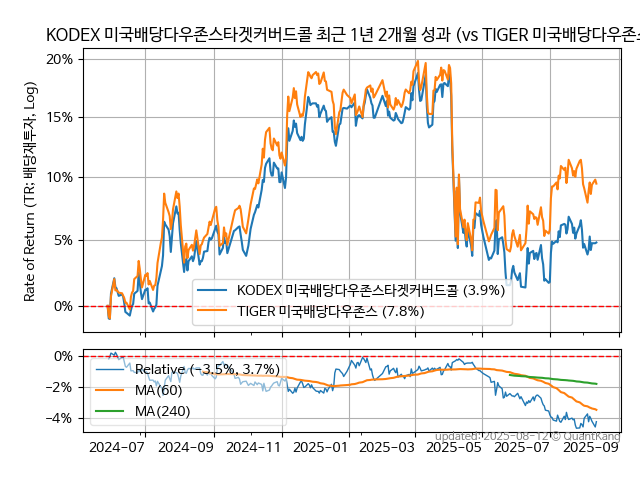 KODEX 미국배당다우존스타겟커버드콜 최근 1년 2개월 성과 (vs TIGER 미국배당다우존스
20%
15%
10%
5%
0%
Rate of Return (TR: 배당재투자, Log)
KODEX 미국배당다우존스타겟커버드콜 (3.9%)
TIGER 미국배당다우존스 (7.8%)
0%
−2%
−4%
Relative (−3.5%, 3.7%)
MA(60)
MA(240)
updated: 2025-08-12 © QuantKang
2024-07 2024-09 2024-11 2025-01 2025-03 2025-05 2025-07 2025-09